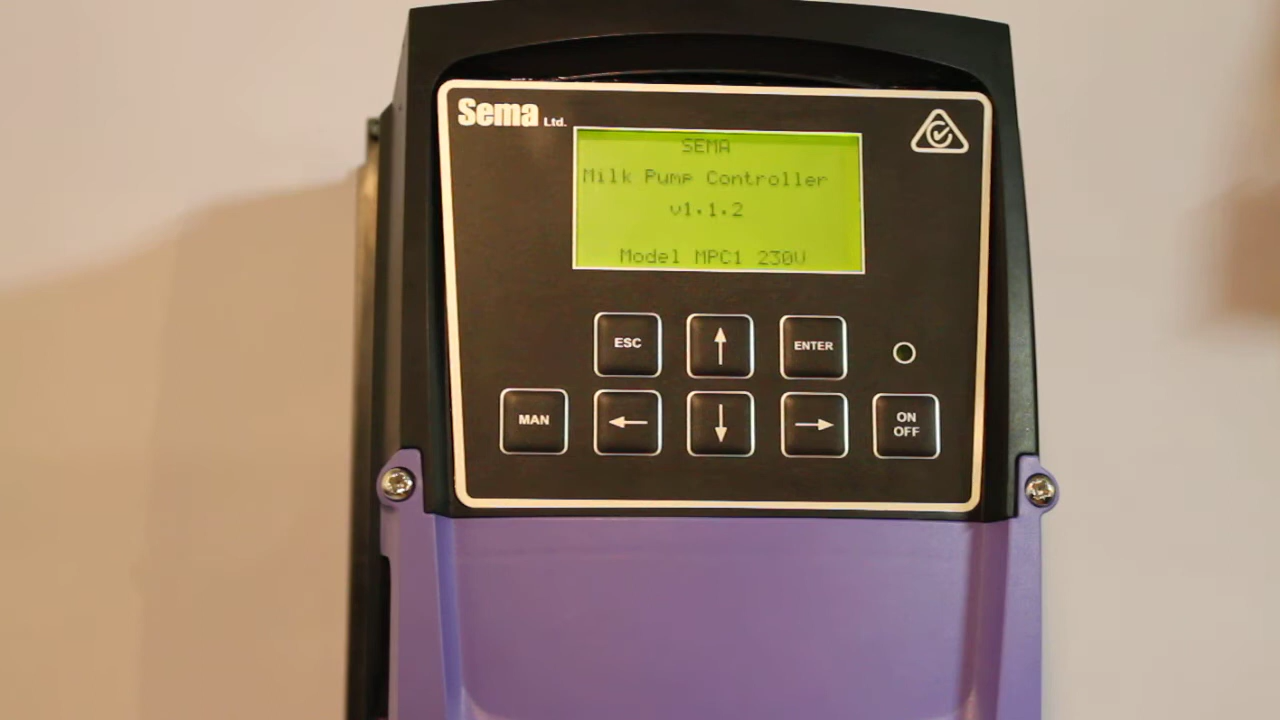 Sema Ltd.
SEMA
Milk Pump Controller
v1.1.2
Model MPC1 230V
ESC
ENTER
MAN
ON
OFF